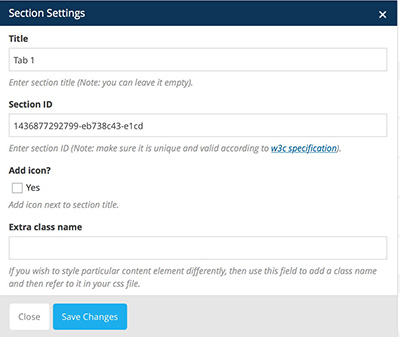 Section Settings ×
Title
Tab 1
Enter section title (Note: you can leave it empty).
Section ID
1436877292799-eb738c43-e1cd
Enter section ID (Note: make sure it is unique and valid according to w3c specification).
Add icon?
Yes
Add icon next to section title.
Extra class name
If you wish to style particular content element differently, then use this field to add a class name
and then refer to it in your css file.
Close Save Changes